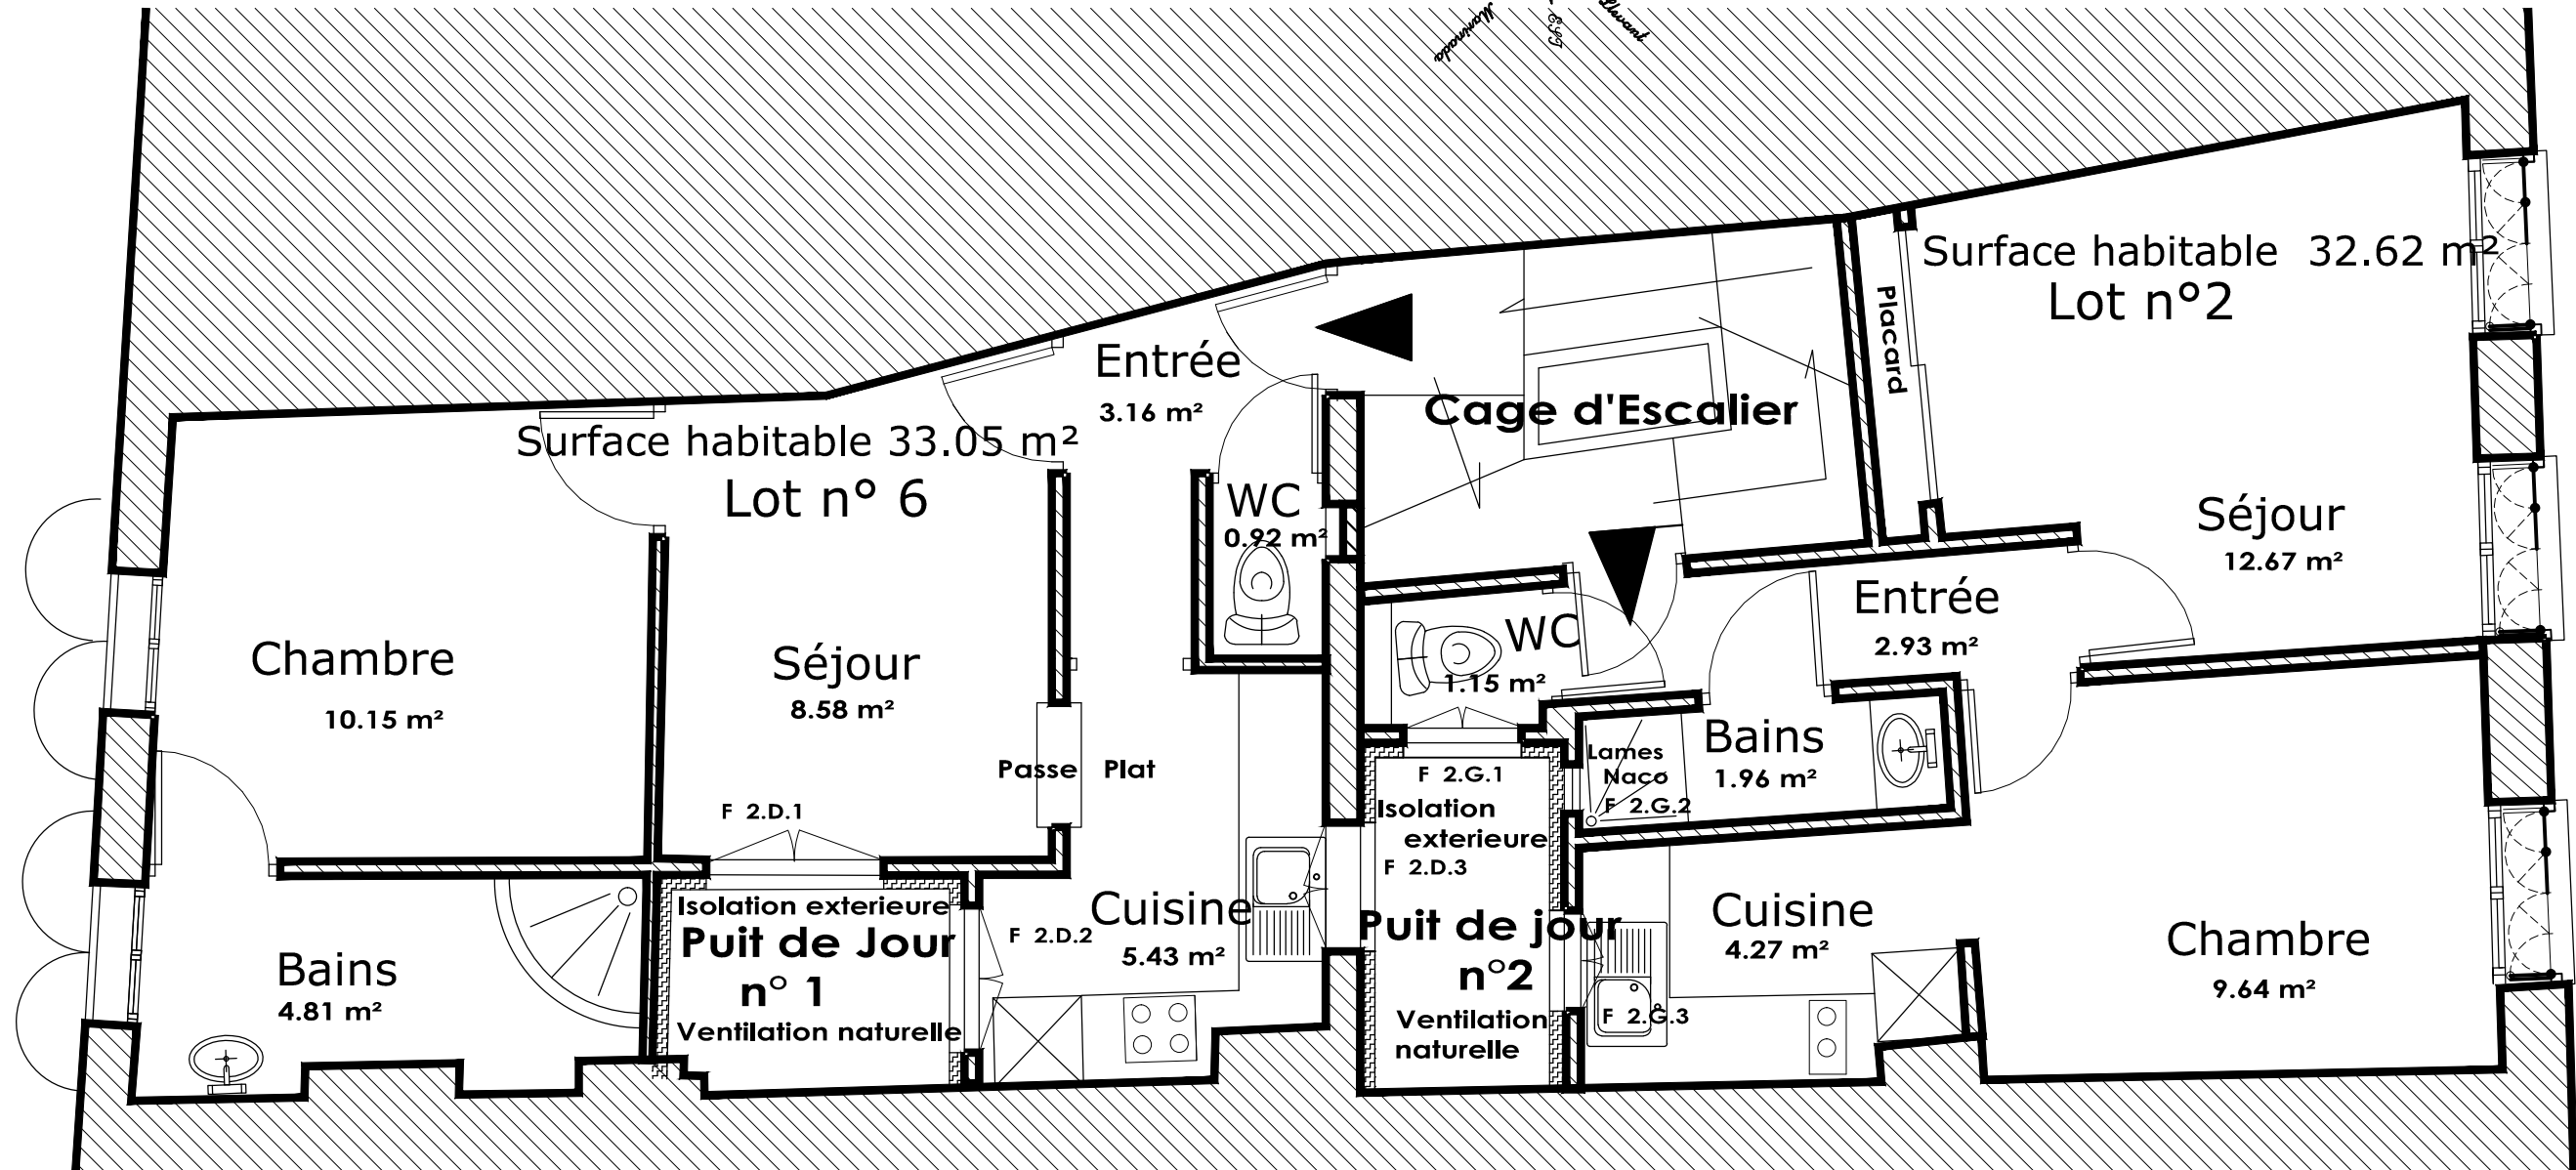 Marinada
Llevant
Surface habitable  32.62 m²
Lot n°2
Placard
Entrée
3.16 m²
Cage d'Escalier
Surface habitable 33.05 m²
Lot n° 6
WC
0.92 m²
Séjour
12.67 m²
Entrée
2.93 m²
WC
1.15 m²
Chambre
10.15 m²
Séjour
8.58 m²
Passe Plat
F 2.D.1
Bains
1.96 m²
Lames
Naco
F 2.G.2
F 2.G.1
Isolation
exterieure
F 2.D.3
Puit de jour
n°2
Ventilation
naturelle
Isolation exterieure
Puit de Jour
n° 1
Ventilation naturelle
F 2.D.2
Cuisine
5.43 m²
Cuisine
4.27 m²
F 2.G.3
Chambre
9.64 m²
Bains
4.81 m²